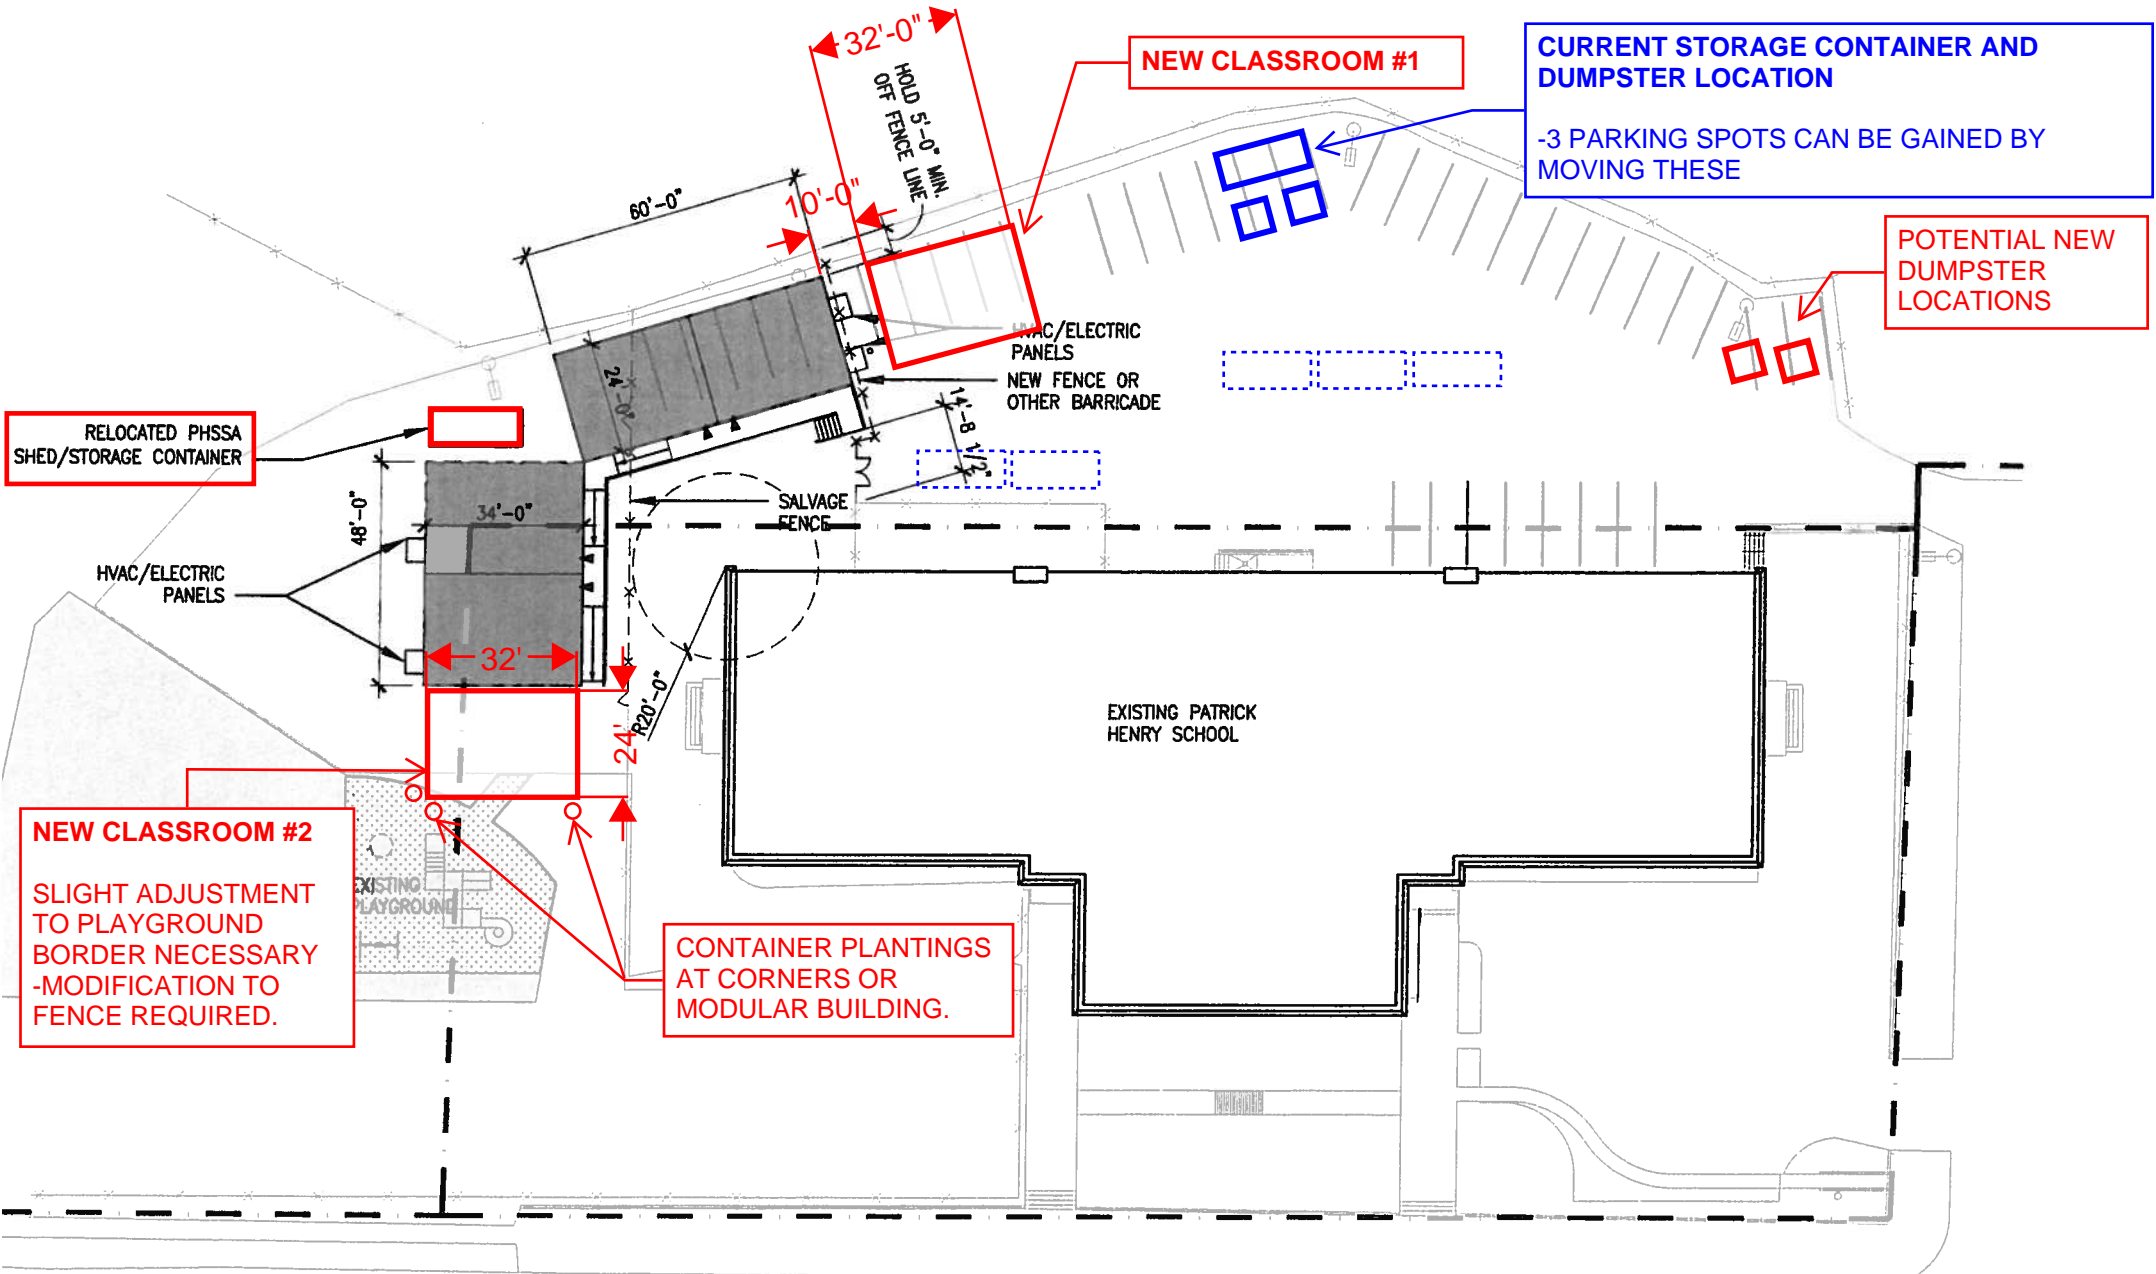 32'-0"
HOLD 5'-0" MIN.
OFF FENCE LINE
NEW CLASSROOM #1
CURRENT STORAGE CONTAINER AND
DUMPSTER LOCATION
-3 PARKING SPOTS CAN BE GAINED BY
MOVING THESE
60'-0"
10'-0"
POTENTIAL NEW
DUMPSTER
LOCATIONS
HVAC/ELECTRIC
PANELS
NEW FENCE OR
OTHER BARRICADE
24'-0"
14'-8 1/2"
RELOCATED PHSSA
SHED/STORAGE CONTAINER
48'-0"
34'-0"
SALVAGE
FENCE
HVAC/ELECTRIC
PANELS
32'
R20'-0"
24'
EXISTING PATRICK
HENRY SCHOOL
NEW CLASSROOM #2
SLIGHT ADJUSTMENT
TO PLAYGROUND
BORDER NECESSARY
-MODIFICATION TO
FENCE REQUIRED.
EXISTING
PLAYGROUND
CONTAINER PLANTINGS
AT CORNERS OR
MODULAR BUILDING.